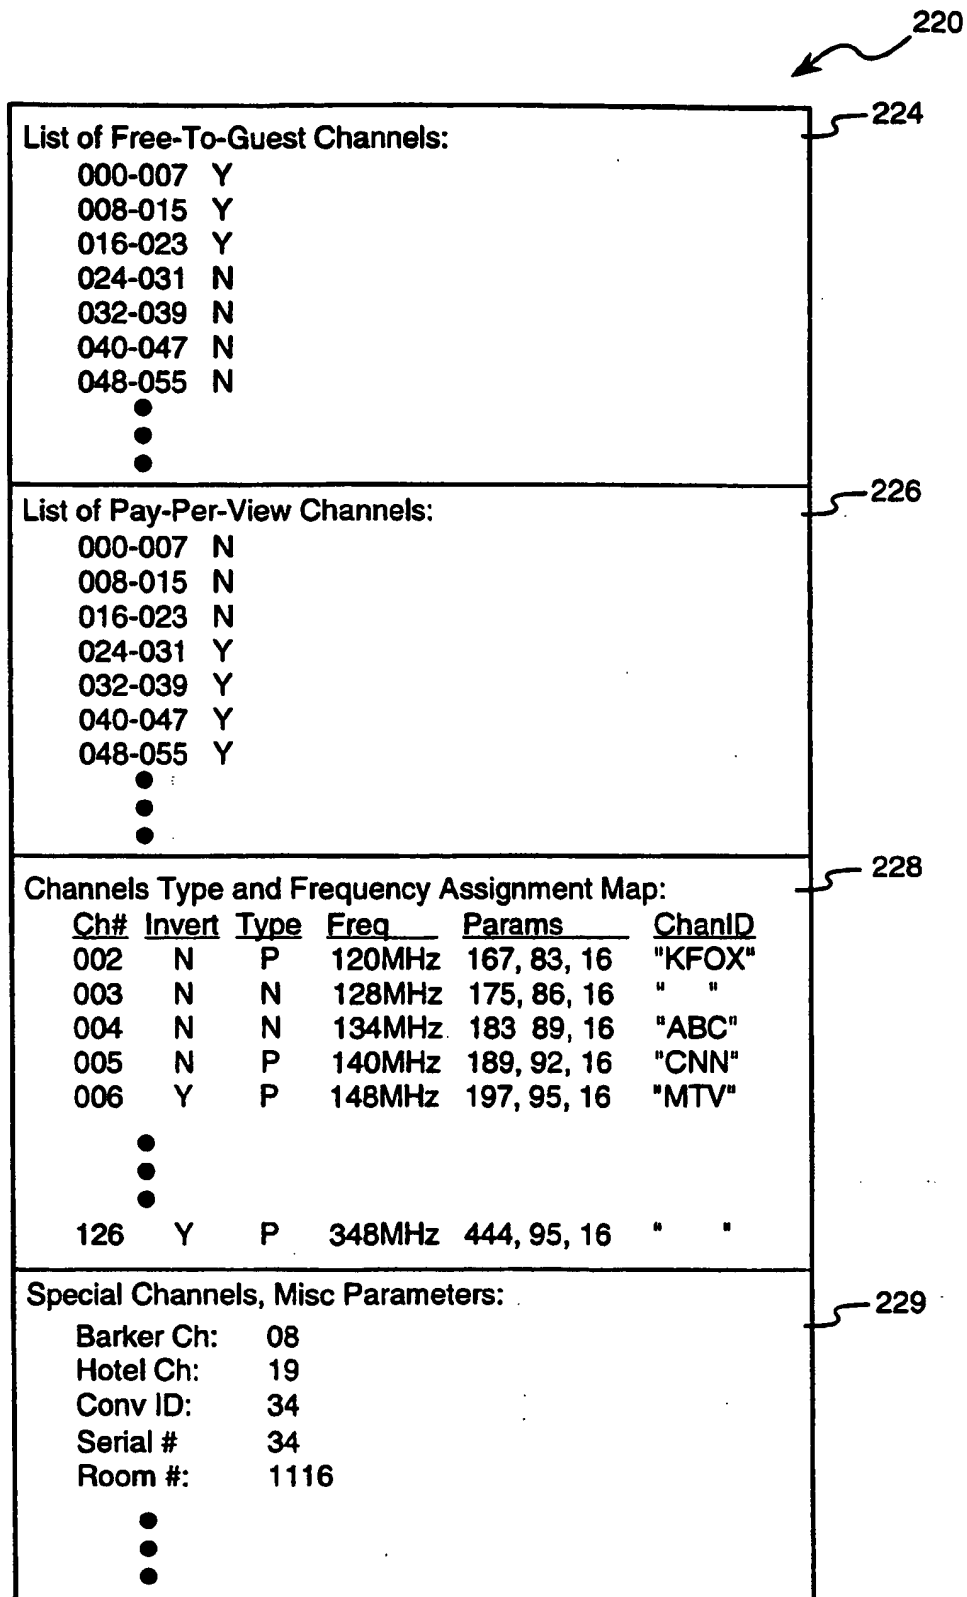 220
224
List of Free-To-Guest Channels:
000-007 Y
008-015 Y
016-023 Y
024-031 N
032-039 N
040-047 N
048-055 N
226
List of Pay-Per-View Channels:
000-007 N
008-015 N
016-023 N
024-031 Y
032-039 Y
040-047 Y
048-055 Y
228
Channels Type and Frequency Assignment Map:
Ch# Invert Type Freq Params ChanID
002 N P 120MHz 167, 83, 16 "KFOX"
003 N N 128MHz 175, 86, 16 " "
004 N N 134MHz 183 89, 16 "ABC"
005 N P 140MHz 189, 92, 16 "CNN"
006 Y P 148MHz 197, 95, 16 "MTV"
126 Y P 348MHz 444, 95, 16 " "
229
Special Channels, Misc Parameters:
Barker Ch: 08
Hotel Ch: 19
Conv ID: 34
Serial # 34
Room #: 1116